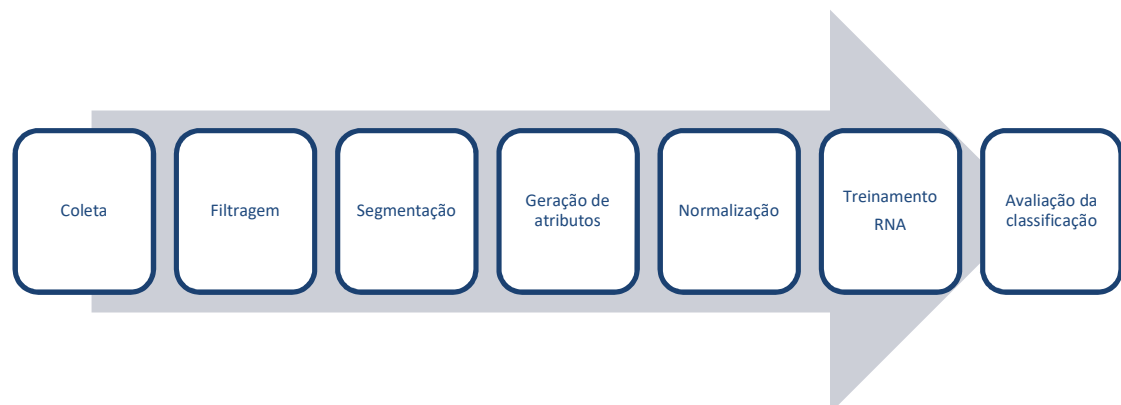 Coleta
Filtragem
Segmentação
Geração de
atributos
Normalização
Treinamento
RNA
Avaliação da
classificação